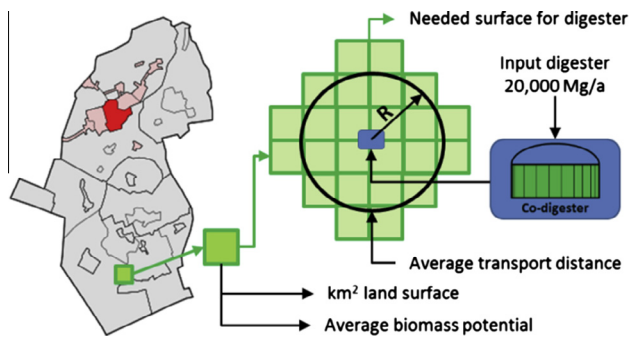 Needed surface for digester
Input digester
20,000 Mg/a
R
Co-digester
Average transport distance
km² land surface
Average biomass potential